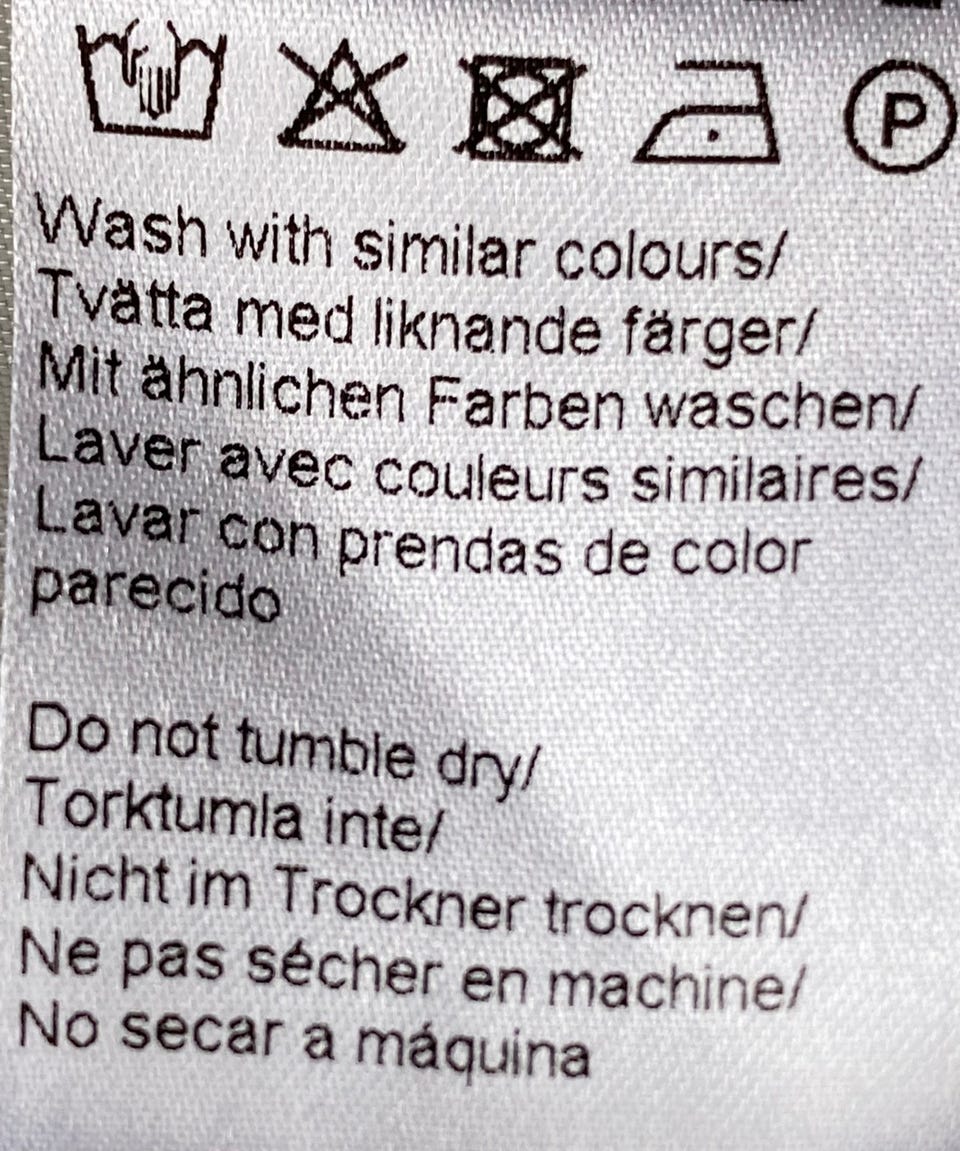 P
Wash with similar colours/
Tvätta med liknande färger/
Mit ähnlichen Farben waschen/
Laver avec couleurs similaires/
Lavar con prendas de color
parecido
Do not tumble dry/
Torktumla inte/
Nicht im Trockner trocknen/
Ne pas sécher en machine/
No secar a máquina